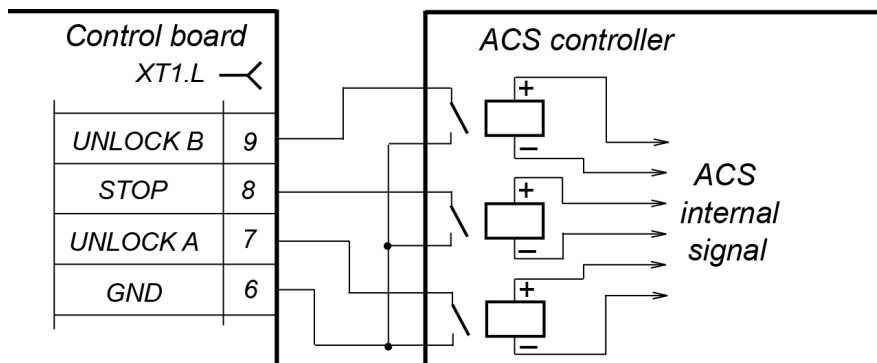 Control board
XT1.L
UNLOCK B 9
STOP 8
UNLOCK A 7
GND 6
ACS controller
+
−
+
−
+
−
ACS
internal
signal